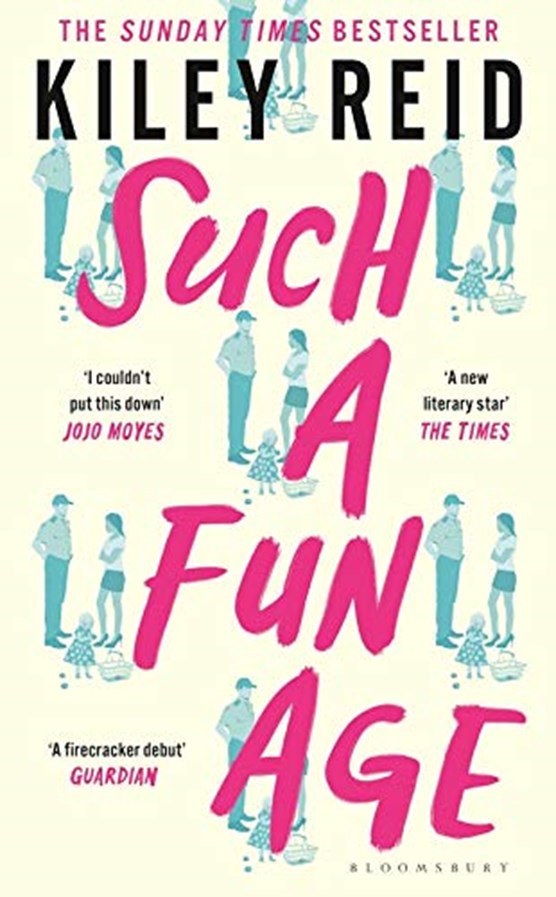 THE SUNDAY TIMES BESTSELLER
KILEY REID
SUCH
A
'I couldn't
put this down'
JOJO MOYES
'A new
literary star'
THE TIMES
FUN
AGE
'A firecracker debut'
GUARDIAN
BLOOMSBURY